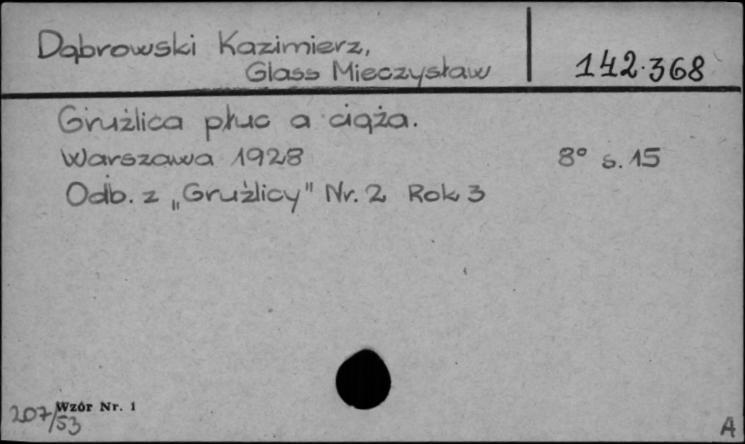 Dąbrowski Kazimierz,
Glass Mieczysław
142.368
Gruźlica płuc a ciąża.
Warszawa 1928 8° s. 15
Odb. z „Gruźlicy" Nr. 2 Rok 3
207/53
Wzór Nr. 1
A